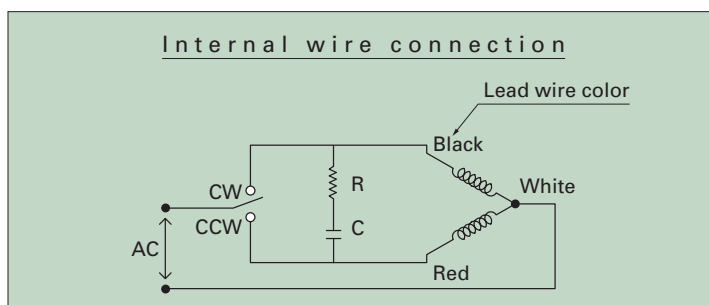 Internal wire connection
Lead wire color
Black
CW
R
White
CCW
C
AC
Red